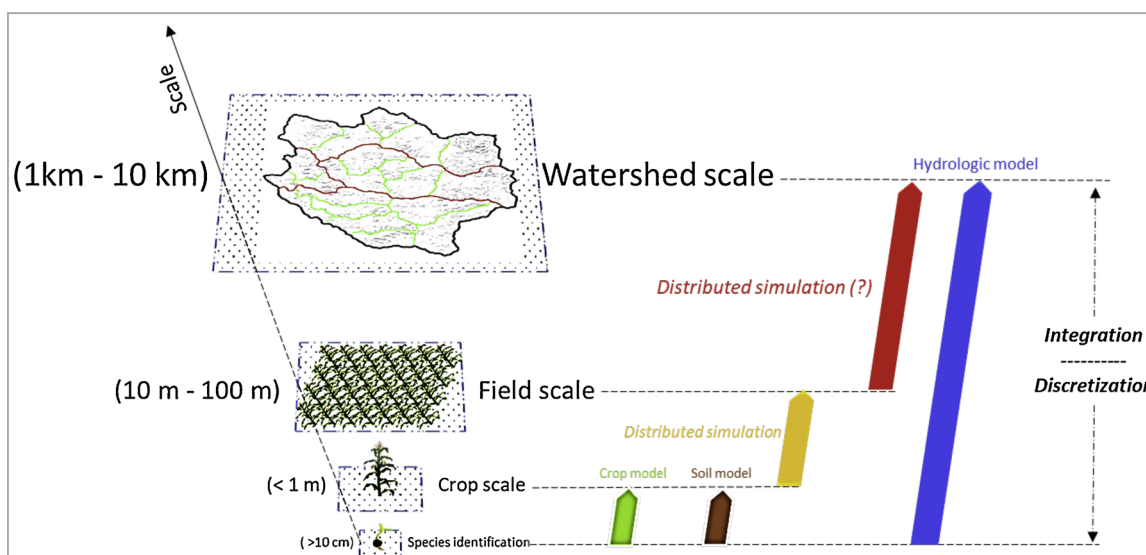 Scale
(1km - 10 km)
Watershed scale
Hydrologic model
Distributed simulation (?)
Integration
----------
Discretization
(10 m - 100 m)
Field scale
Distributed simulation
Crop model
Soil model
(< 1 m)
Crop scale
( >10 cm)
Species identification